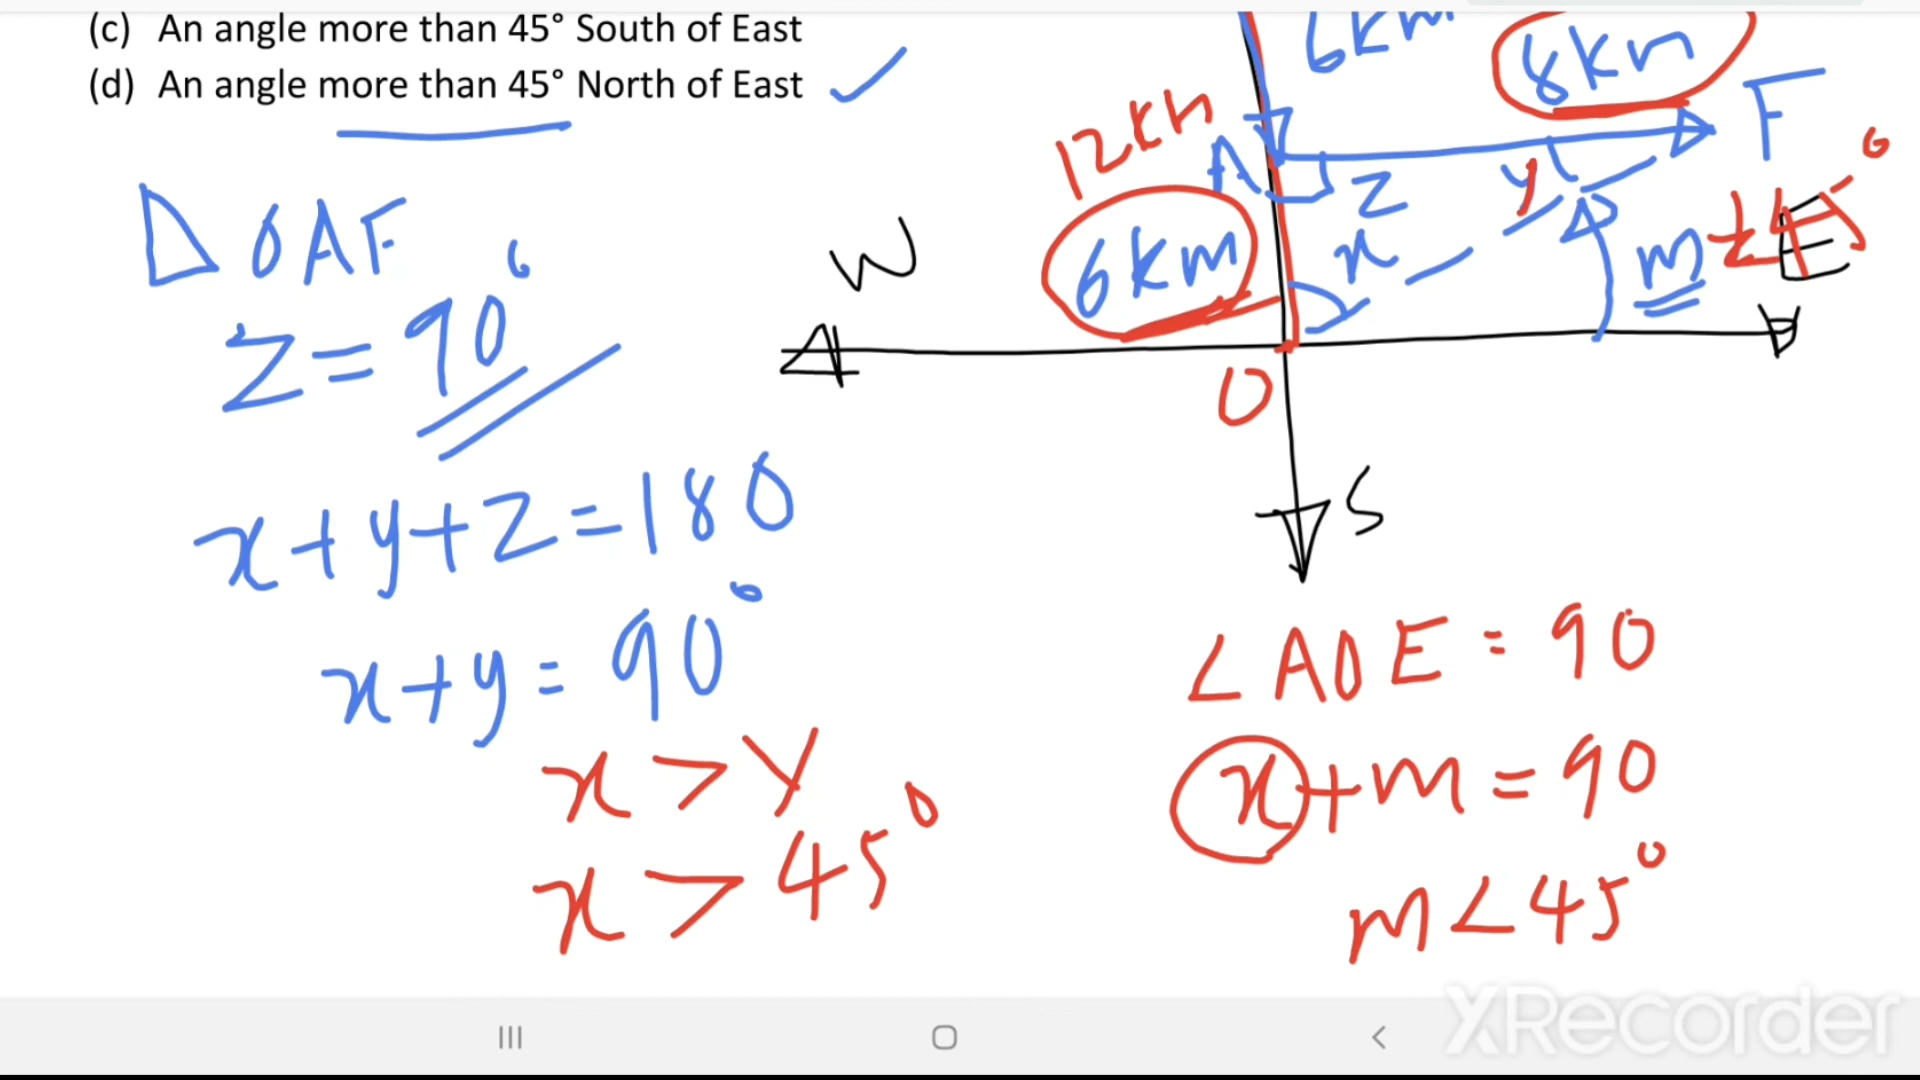 (c) An angle more than 45° South of East
(d) An angle more than 45° North of East
6km
8km
12km
F
A
Z
y
W
6km
x
m
E
O
S
Δ OAF
Z = 90°
x+y+z=180
x+y= 90°
x > y
x > 45°
∠AOE = 90
x+m = 90
m < 45°
XRecorder